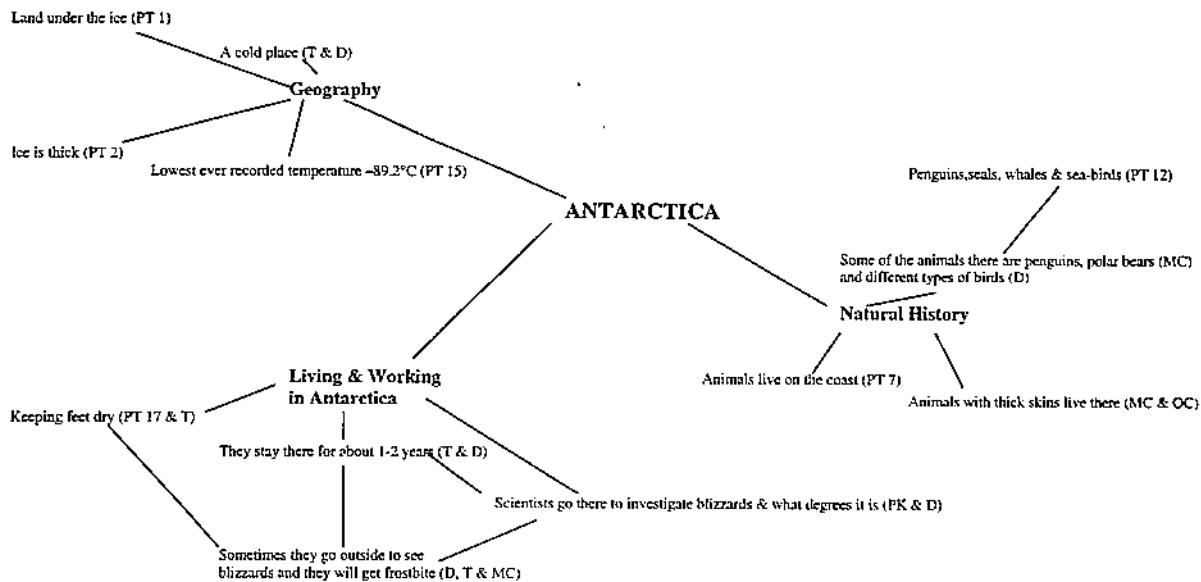 Land under the ice (PT 1)
A cold place (T & D)
Geography
Ice is thick (PT 2)
Lowest ever recorded temperature –89.2°C (PT 15)
Penguins,seals, whales & sea-birds (PT 12)
ANTARCTICA
Some of the animals there are penguins, polar bears (MC)
and different types of birds (D)
Natural History
Living & Working
in Antarctica
Animals live on the coast (PT 7)
Animals with thick skins live there (MC & OC)
Keeping feet dry (PT 17 & T)
They stay there for about 1-2 years (T & D)
Scientists go there to investigate blizzards & what degrees it is (PK & D)
Sometimes they go outside to see
blizzards and they will get frostbite (D, T & MC)